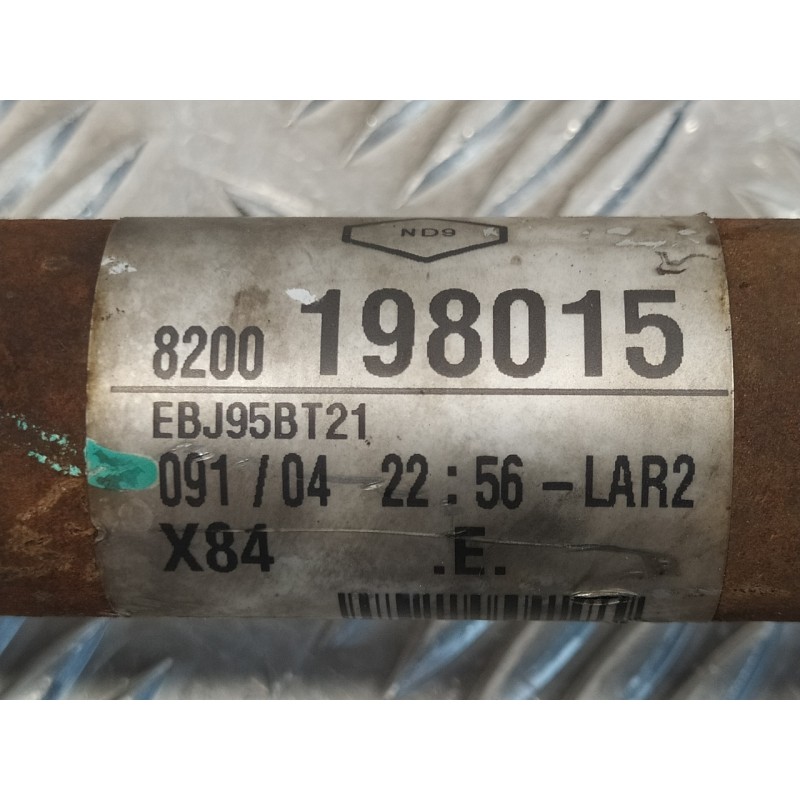 ND9
8200 198015
EBJ95BT21
091/04 22:56-LAR2
X84 .E.